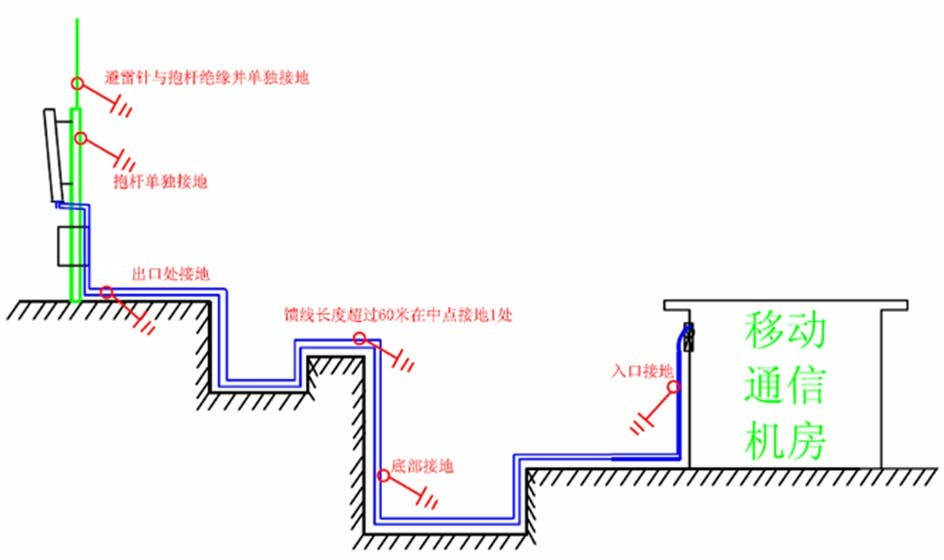 避雷针与抱杆绝缘并单独接地
抱杆单独接地
出口处接地
馈线长度超过60米在中点接地1处
入口接地
底部接地
移动
通信
机房